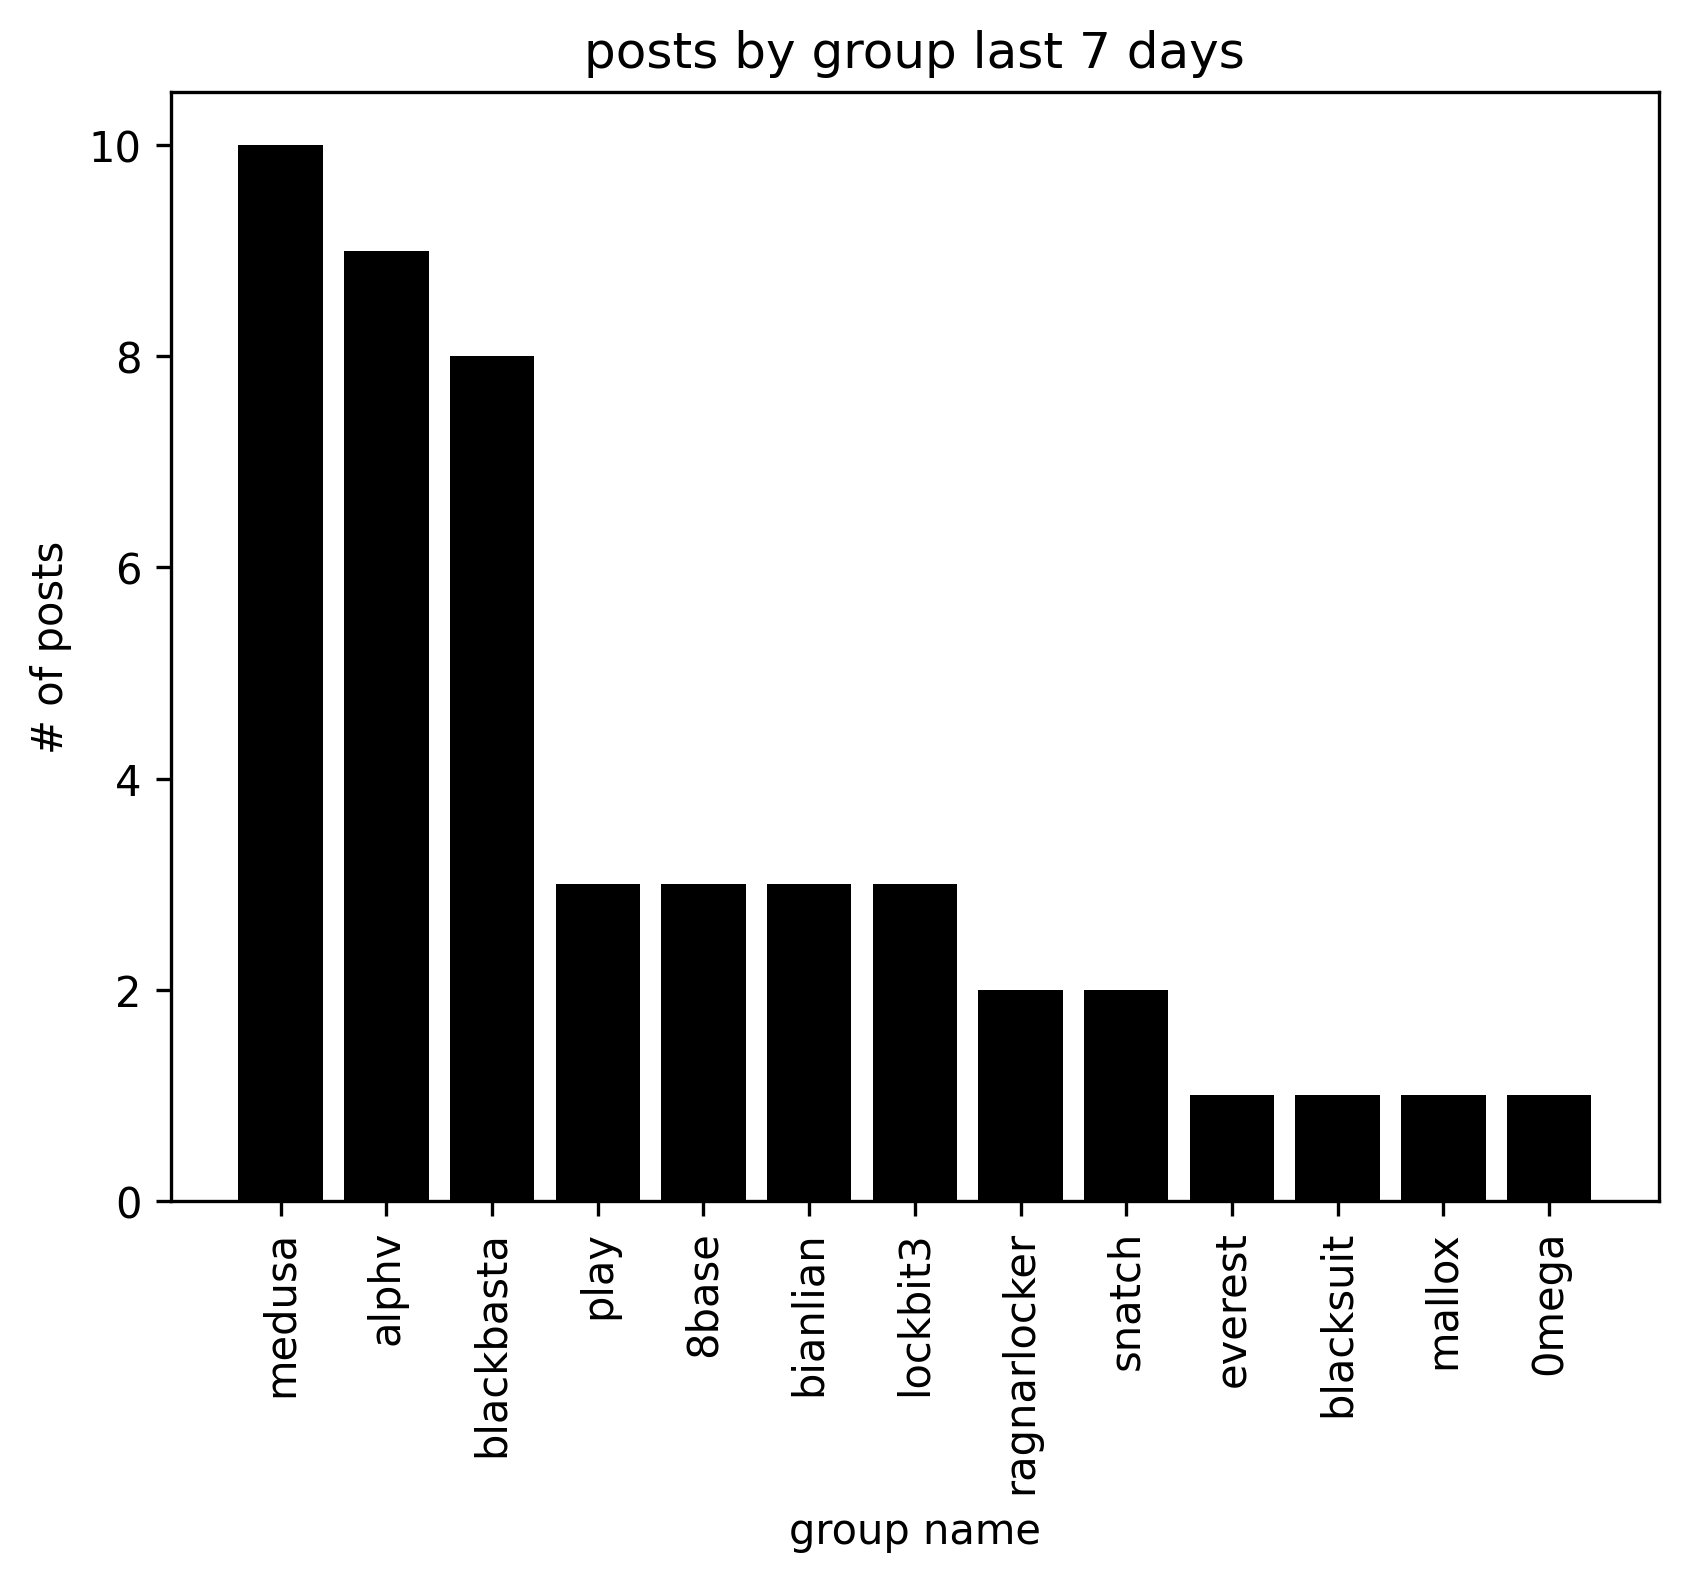 posts by group last 7 days
10
8
6
4
2
0
# of posts
medusa
alphv
blackbasta
play
8base
bianlian
lockbit3
ragnarlocker
snatch
everest
blacksuit
mallox
0mega
group name